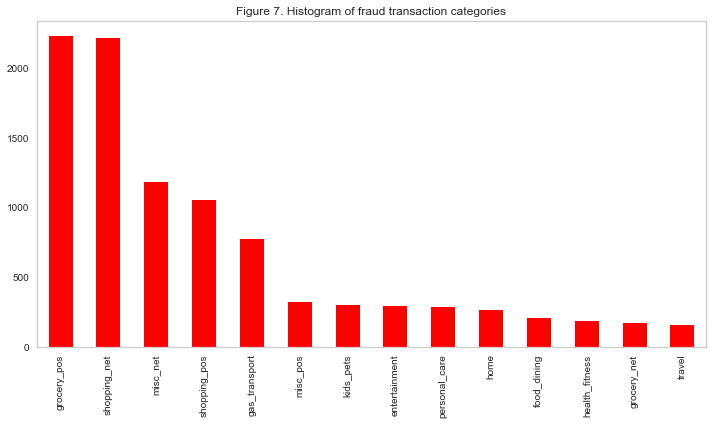 Figure 7. Histogram of fraud transaction categories
2000
1500
1000
500
0
grocery_pos
shopping_net
misc_net
shopping_pos
gas_transport
misc_pos
kids_pets
entertainment
personal_care
home
food_dining
health_fitness
grocery_net
travel